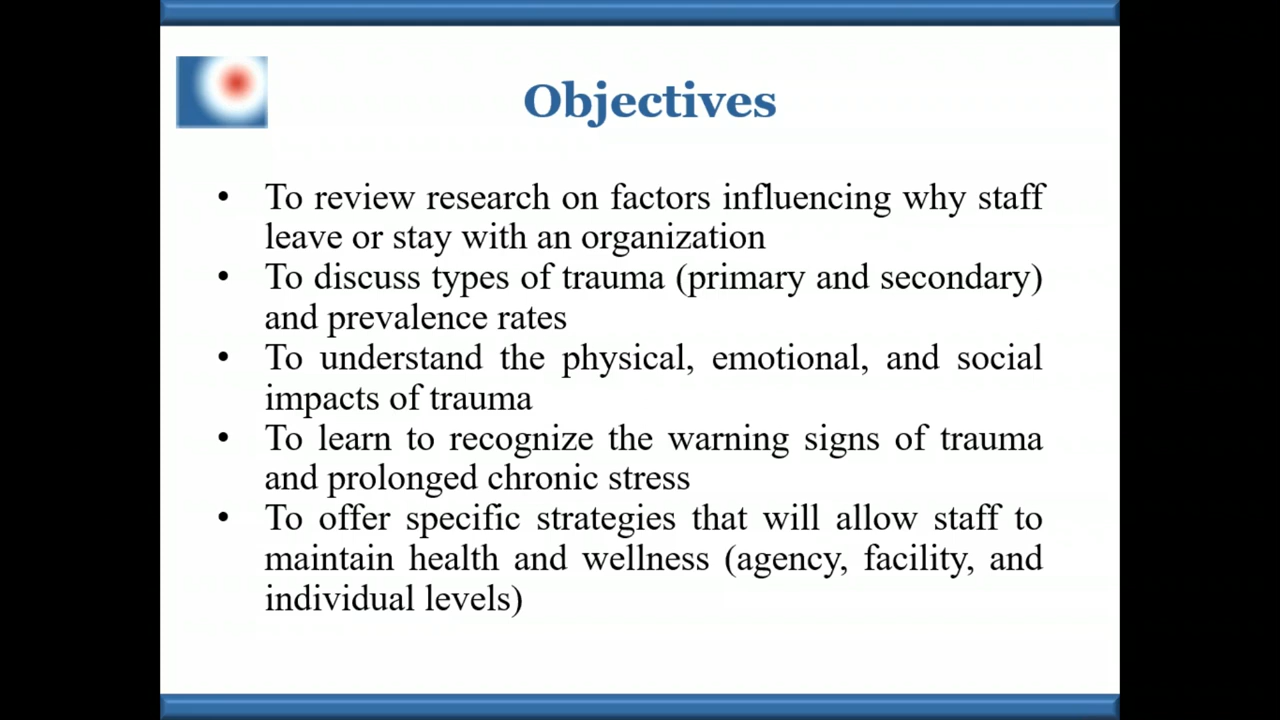 Objectives
• To review research on factors influencing why staff
leave or stay with an organization
• To discuss types of trauma (primary and secondary)
and prevalence rates
• To understand the physical, emotional, and social
impacts of trauma
• To learn to recognize the warning signs of trauma
and prolonged chronic stress
• To offer specific strategies that will allow staff to
maintain health and wellness (agency, facility, and
individual levels)